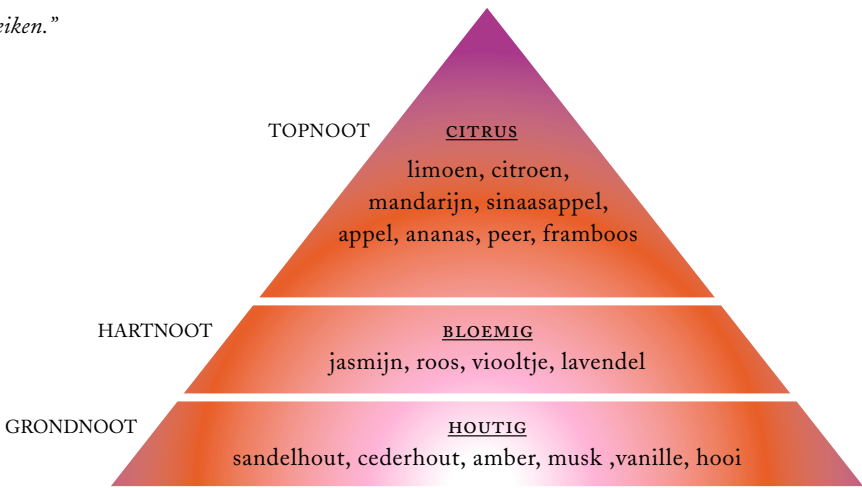 eiken.”
TOPNOOT
CITRUS
limoen, citroen,
mandarijn, sinaasappel,
appel, ananas, peer, framboos
HARTNOOT
BLOEMIG
jasmijn, roos, viooltje, lavendel
GRONDNOOT
HOUTIG
sandelhout, cederhout, amber, musk ,vanille, hooi